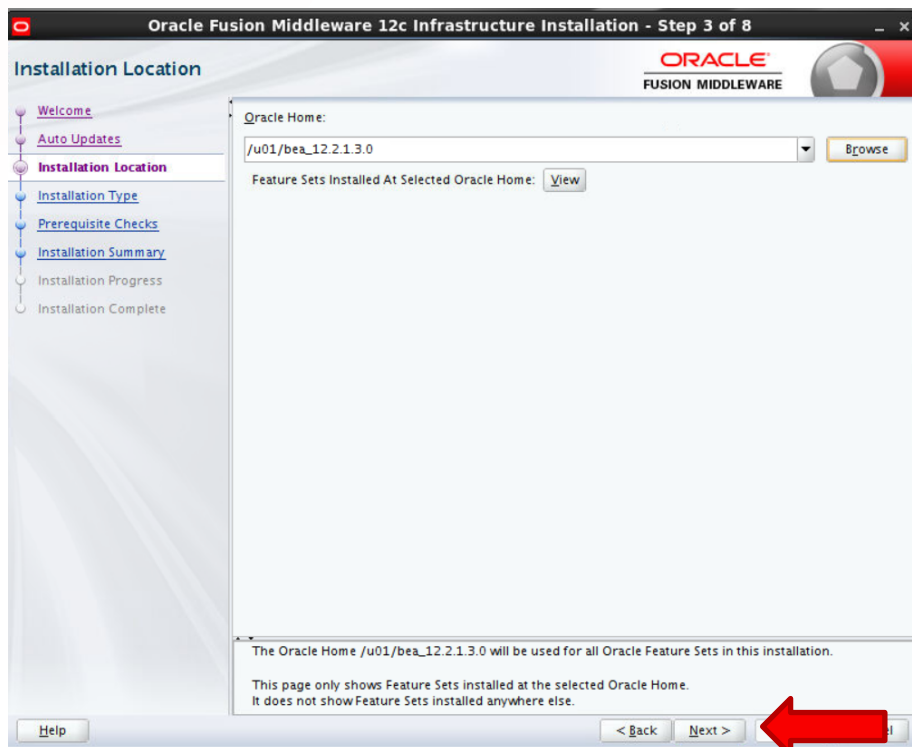 Oracle Fusion Middleware 12c Infrastructure Installation - Step 3 of 8
Installation Location
ORACLE
FUSION MIDDLEWARE
Welcome
Auto Updates
Installation Location
Installation Type
Prerequisite Checks
Installation Summary
Installation Progress
Installation Complete
Oracle Home:
/u01/bea_12.2.1.3.0
Browse
Feature Sets Installed At Selected Oracle Home: View
The Oracle Home /u01/bea_12.2.1.3.0 will be used for all Oracle Feature Sets in this installation.
This page only shows Feature Sets installed at the selected Oracle Home.
It does not show Feature Sets installed anywhere else.
Help
< Back
Next >